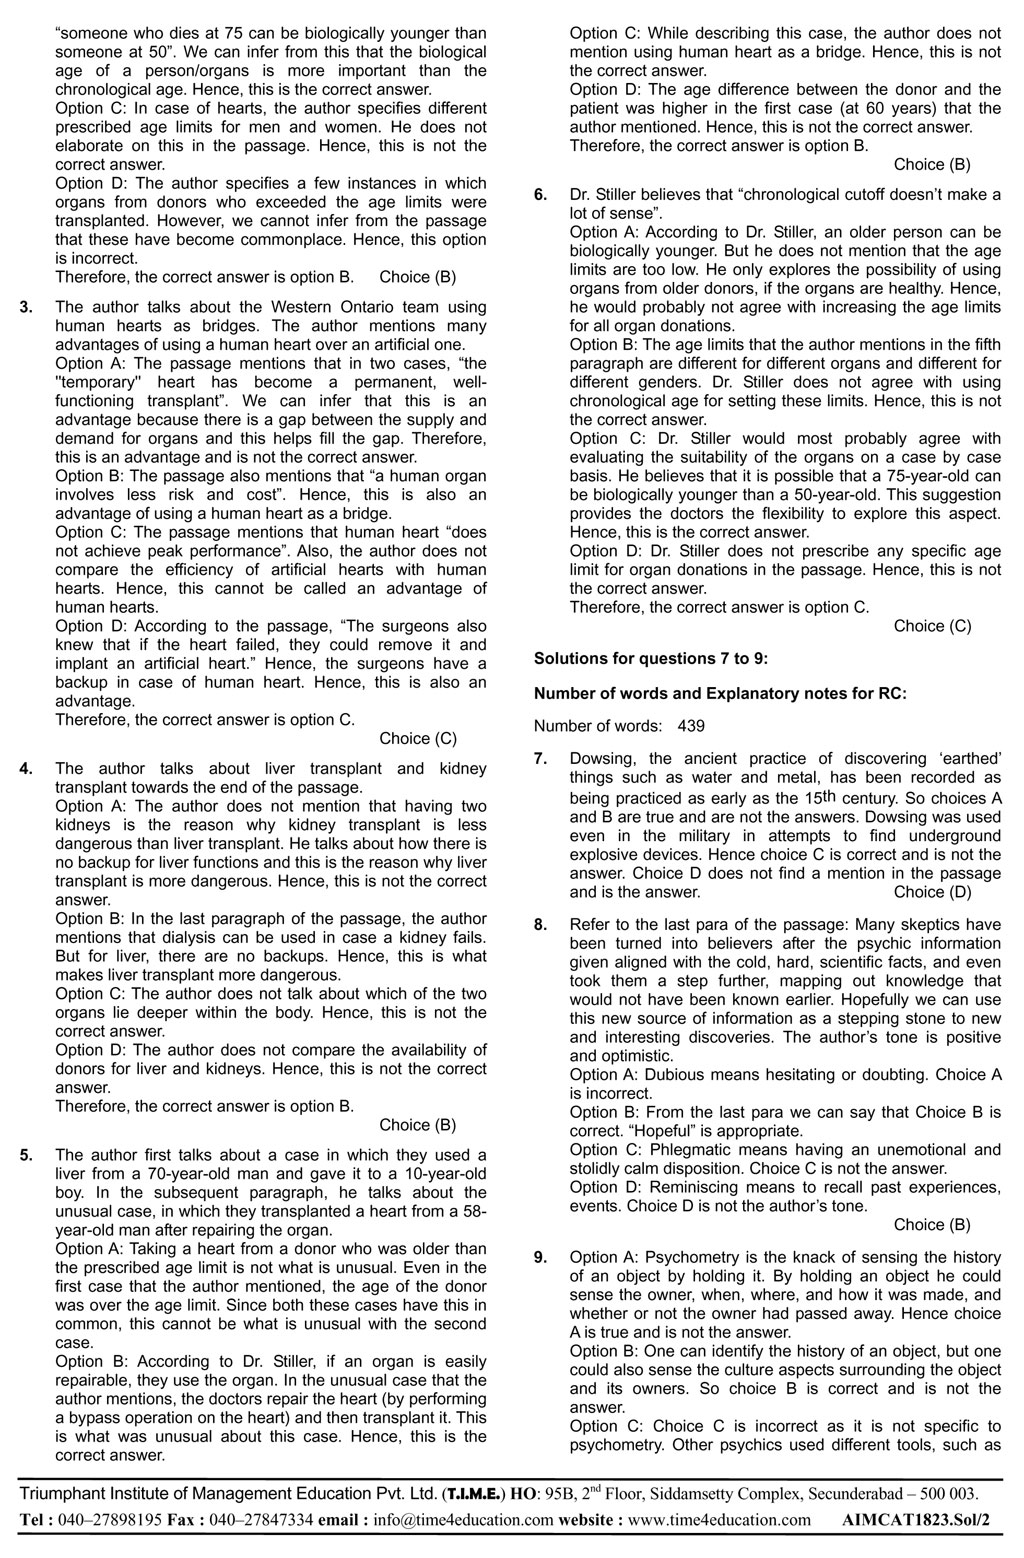 “someone who dies at 75 can be biologically younger than
someone at 50”. We can infer from this that the biological
age of a person/organs is more important than the
chronological age. Hence, this is the correct answer.
Option C: In case of hearts, the author specifies different
prescribed age limits for men and women. He does not
elaborate on this in the passage. Hence, this is not the
correct answer.
Option D: The author specifies a few instances in which
organs from donors who exceeded the age limits were
transplanted. However, we cannot infer from the passage
that these have become commonplace. Hence, this option
is incorrect.
Therefore, the correct answer is option B. Choice (B)
3. The author talks about the Western Ontario team using
human hearts as bridges. The author mentions many
advantages of using a human heart over an artificial one.
Option A: The passage mentions that in two cases, “the
"temporary" heart has become a permanent, well-
functioning transplant”. We can infer that this is an
advantage because there is a gap between the supply and
demand for organs and this helps fill the gap. Therefore,
this is an advantage and is not the correct answer.
Option B: The passage also mentions that “a human organ
involves less risk and cost”. Hence, this is also an
advantage of using a human heart as a bridge.
Option C: The passage mentions that human heart “does
not achieve peak performance”. Also, the author does not
compare the efficiency of artificial hearts with human
hearts. Hence, this cannot be called an advantage of
human hearts.
Option D: According to the passage, “The surgeons also
knew that if the heart failed, they could remove it and
implant an artificial heart.” Hence, the surgeons have a
backup in case of human heart. Hence, this is also an
advantage.
Therefore, the correct answer is option C.
Choice (C)
4. The author talks about liver transplant and kidney
transplant towards the end of the passage.
Option A: The author does not mention that having two
kidneys is the reason why kidney transplant is less
dangerous than liver transplant. He talks about how there is
no backup for liver functions and this is the reason why liver
transplant is more dangerous. Hence, this is not the correct
answer.
Option B: In the last paragraph of the passage, the author
mentions that dialysis can be used in case a kidney fails.
But for liver, there are no backups. Hence, this is what
makes liver transplant more dangerous.
Option C: The author does not talk about which of the two
organs lie deeper within the body. Hence, this is not the
correct answer.
Option D: The author does not compare the availability of
donors for liver and kidneys. Hence, this is not the correct
answer.
Therefore, the correct answer is option B.
Choice (B)
5. The author first talks about a case in which they used a
liver from a 70-year-old man and gave it to a 10-year-old
boy. In the subsequent paragraph, he talks about the
unusual case, in which they transplanted a heart from a 58-
year-old man after repairing the organ.
Option A: Taking a heart from a donor who was older than
the prescribed age limit is not what is unusual. Even in the
first case that the author mentioned, the age of the donor
was over the age limit. Since both these cases have this in
common, this cannot be what is unusual with the second
case.
Option B: According to Dr. Stiller, if an organ is easily
repairable, they use the organ. In the unusual case that the
author mentions, the doctors repair the heart (by performing
a bypass operation on the heart) and then transplant it. This
is what was unusual about this case. Hence, this is the
correct answer.
Option C: While describing this case, the author does not
mention using human heart as a bridge. Hence, this is not
the correct answer.
Option D: The age difference between the donor and the
patient was higher in the first case (at 60 years) that the
author mentioned. Hence, this is not the correct answer.
Therefore, the correct answer is option B.
Choice (B)
6. Dr. Stiller believes that “chronological cutoff doesn’t make a
lot of sense”.
Option A: According to Dr. Stiller, an older person can be
biologically younger. But he does not mention that the age
limits are too low. He only explores the possibility of using
organs from older donors, if the organs are healthy. Hence,
he would probably not agree with increasing the age limits
for all organ donations.
Option B: The age limits that the author mentions in the fifth
paragraph are different for different organs and different for
different genders. Dr. Stiller does not agree with using
chronological age for setting these limits. Hence, this is not
the correct answer.
Option C: Dr. Stiller would most probably agree with
evaluating the suitability of the organs on a case by case
basis. He believes that it is possible that a 75-year-old can
be biologically younger than a 50-year-old. This suggestion
provides the doctors the flexibility to explore this aspect.
Hence, this is the correct answer.
Option D: Dr. Stiller does not prescribe any specific age
limit for organ donations in the passage. Hence, this is not
the correct answer.
Therefore, the correct answer is option C.
Choice (C)
Solutions for questions 7 to 9:
Number of words and Explanatory notes for RC:
Number of words: 439
7. Dowsing, the ancient practice of discovering ‘earthed’
things such as water and metal, has been recorded as
being practiced as early as the 15th century. So choices A
and B are true and are not the answers. Dowsing was used
even in the military in attempts to find underground
explosive devices. Hence choice C is correct and is not the
answer. Choice D does not find a mention in the passage
and is the answer. Choice (D)
8. Refer to the last para of the passage: Many skeptics have
been turned into believers after the psychic information
given aligned with the cold, hard, scientific facts, and even
took them a step further, mapping out knowledge that
would not have been known earlier. Hopefully we can use
this new source of information as a stepping stone to new
and interesting discoveries. The author’s tone is positive
and optimistic.
Option A: Dubious means hesitating or doubting. Choice A
is incorrect.
Option B: From the last para we can say that Choice B is
correct. “Hopeful” is appropriate.
Option C: Phlegmatic means having an unemotional and
stolidly calm disposition. Choice C is not the answer.
Option D: Reminiscing means to recall past experiences,
events. Choice D is not the author’s tone.
Choice (B)
9. Option A: Psychometry is the knack of sensing the history
of an object by holding it. By holding an object he could
sense the owner, when, where, and how it was made, and
whether or not the owner had passed away. Hence choice
A is true and is not the answer.
Option B: One can identify the history of an object, but one
could also sense the culture aspects surrounding the object
and its owners. So choice B is correct and is not the
answer.
Option C: Choice C is incorrect as it is not specific to
psychometry. Other psychics used different tools, such as
Triumphant Institute of Management Education Pvt. Ltd. (T.I.M.E.) HO: 95B, 2nd Floor, Siddamsetty Complex, Secunderabad – 500 003.
Tel : 040–27898195 Fax : 040–27847334 email : info@time4education.com website : www.time4education.com AIMCAT1823.Sol/2